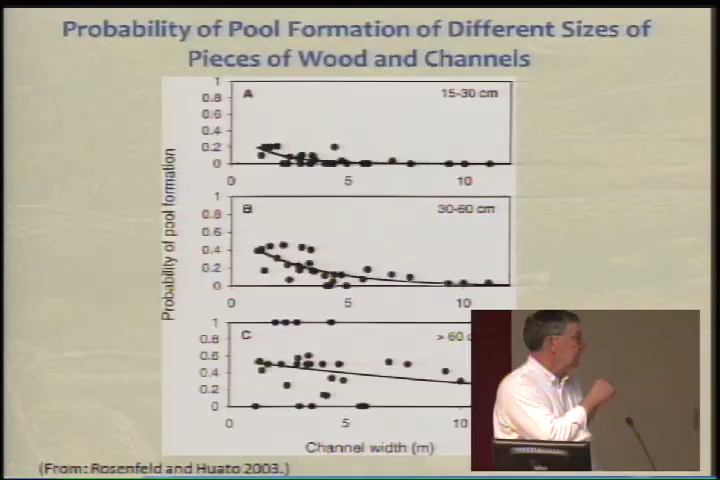 Probability of Pool Formation of Different Sizes of
Pieces of Wood and Channels
Probability of pool formation
1
0.8
0.6
0.4
0.2
0
A
15-30 cm
0
5
10
1
0.8
0.6
0.4
0.2
0
B
30-60 cm
0
5
10
1
0.8
0.6
0.4
0.2
0
C
> 60
0
5
10
Channel width (m)
(From: Rosenfeld and Huato 2003.)